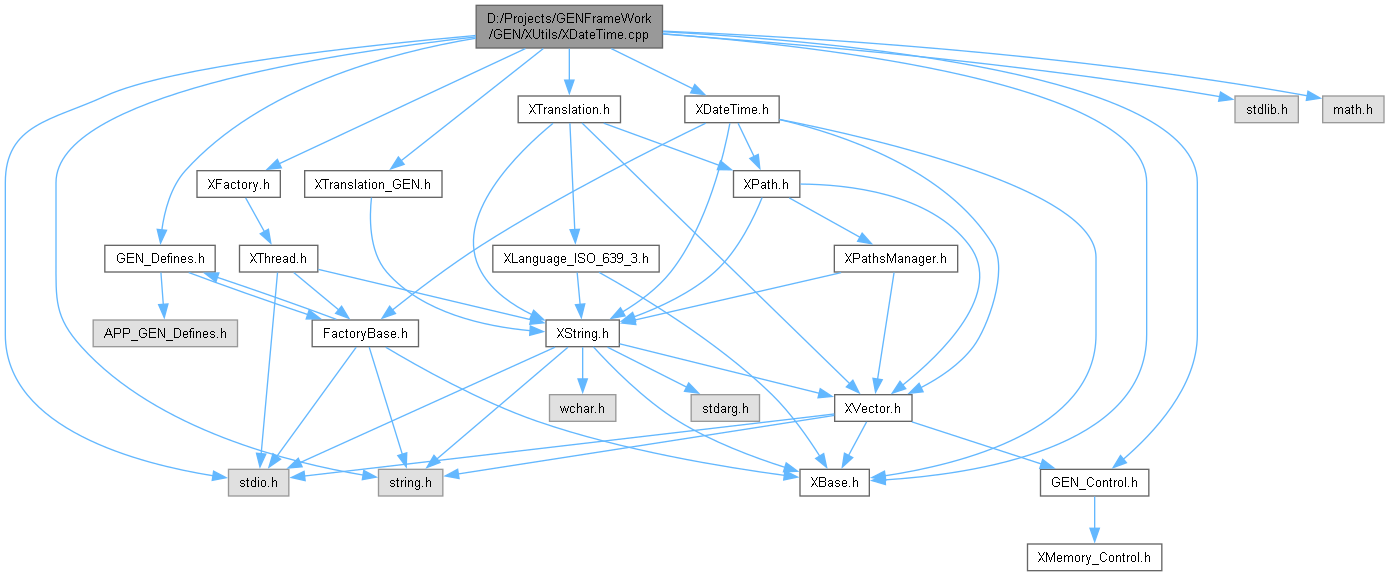 D:/Projects/GENFrameWork
/GEN/XUtils/XDateTime.cpp
XTranslation.h
XDateTime.h
stdlib.h
math.h
XFactory.h
XTranslation_GEN.h
XPath.h
GEN_Defines.h
XThread.h
XLanguage_ISO_639_3.h
XPathsManager.h
APP_GEN_Defines.h
FactoryBase.h
XString.h
wchar.h
stdarg.h
XVector.h
stdio.h
string.h
XBase.h
GEN_Control.h
XMemory_Control.h